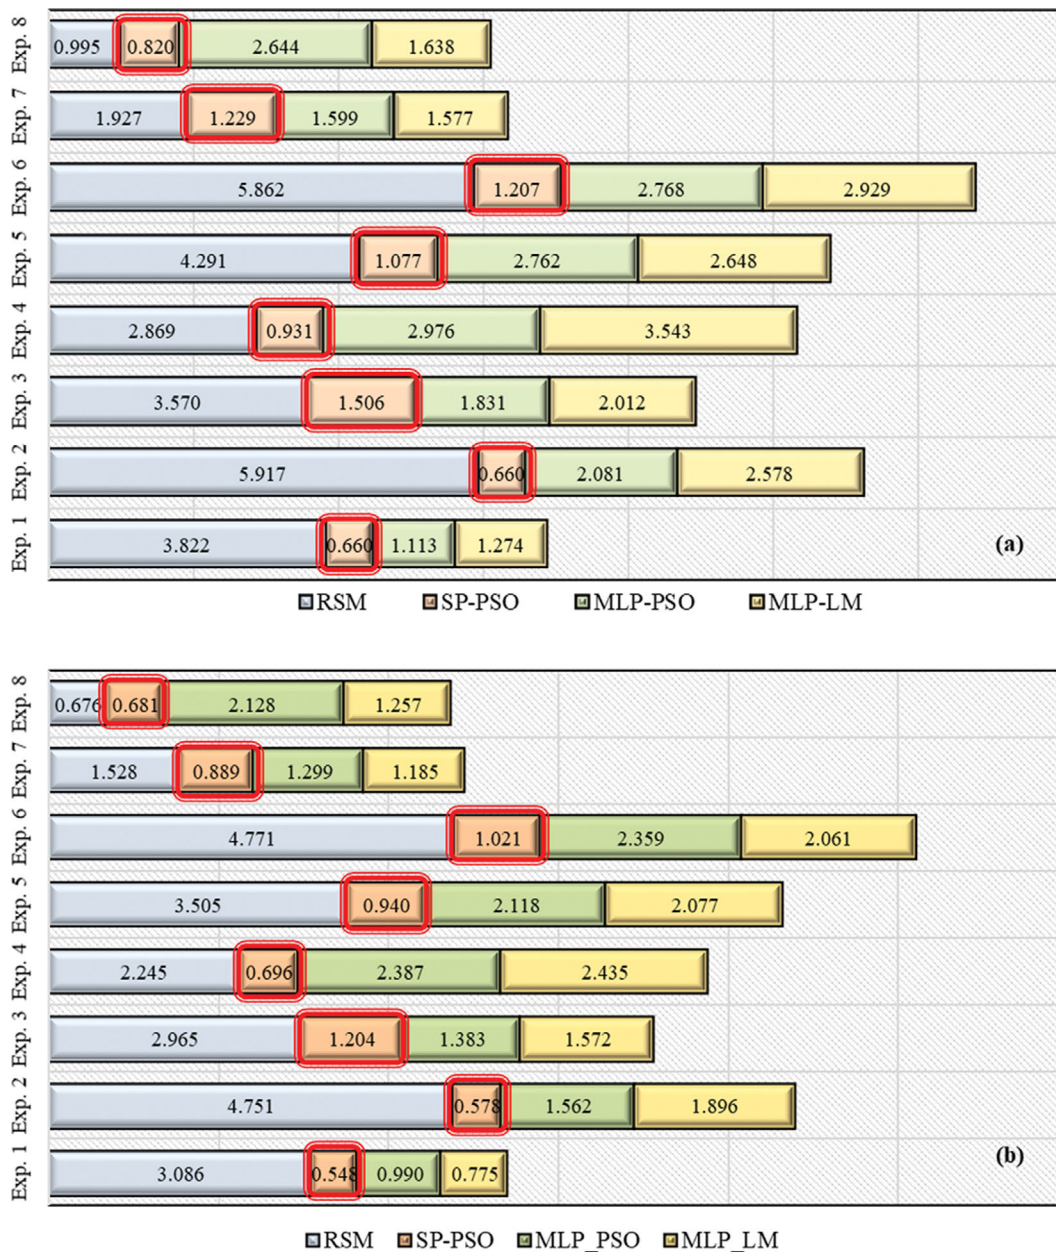 Exp. 8
0.995 0.820 2.644 1.638
Exp. 7
1.927 1.229 1.599 1.577
Exp. 6
5.862 1.207 2.768 2.929
Exp. 5
4.291 1.077 2.762 2.648
Exp. 4
2.869 0.931 2.976 3.543
Exp. 3
3.570 1.506 1.831 2.012
Exp. 2
5.917 0.660 2.081 2.578
Exp. 1
3.822 0.660 1.113 1.274
(a)
RSM SP-PSO MLP-PSO MLP-LM
Exp. 8
0.676 0.681 2.128 1.257
Exp. 7
1.528 0.889 1.299 1.185
Exp. 6
4.771 1.021 2.359 2.061
Exp. 5
3.505 0.940 2.118 2.077
Exp. 4
2.245 0.696 2.387 2.435
Exp. 3
2.965 1.204 1.383 1.572
Exp. 2
4.751 0.578 1.562 1.896
Exp. 1
3.086 0.548 0.990 0.775
(b)
RSM SP-PSO MLP_PSO MLP_LM